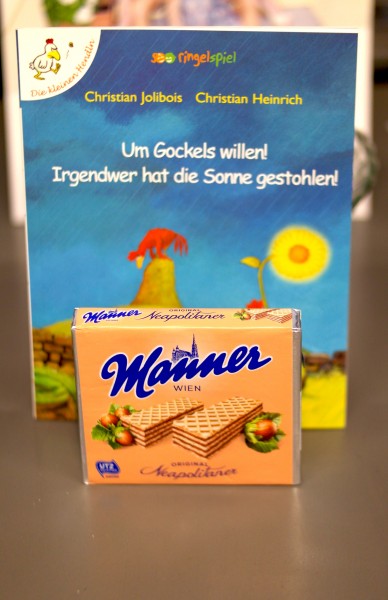 Die kleinen Hendln
ringelspiel
Christian Jolibois Christian Heinrich
Um Gockels willen!
Irgendwer hat die Sonne gestohlen!
Manner ORIGINAL Neapolitaner
Manner
WIEN
ORIGINAL
Neapolitaner